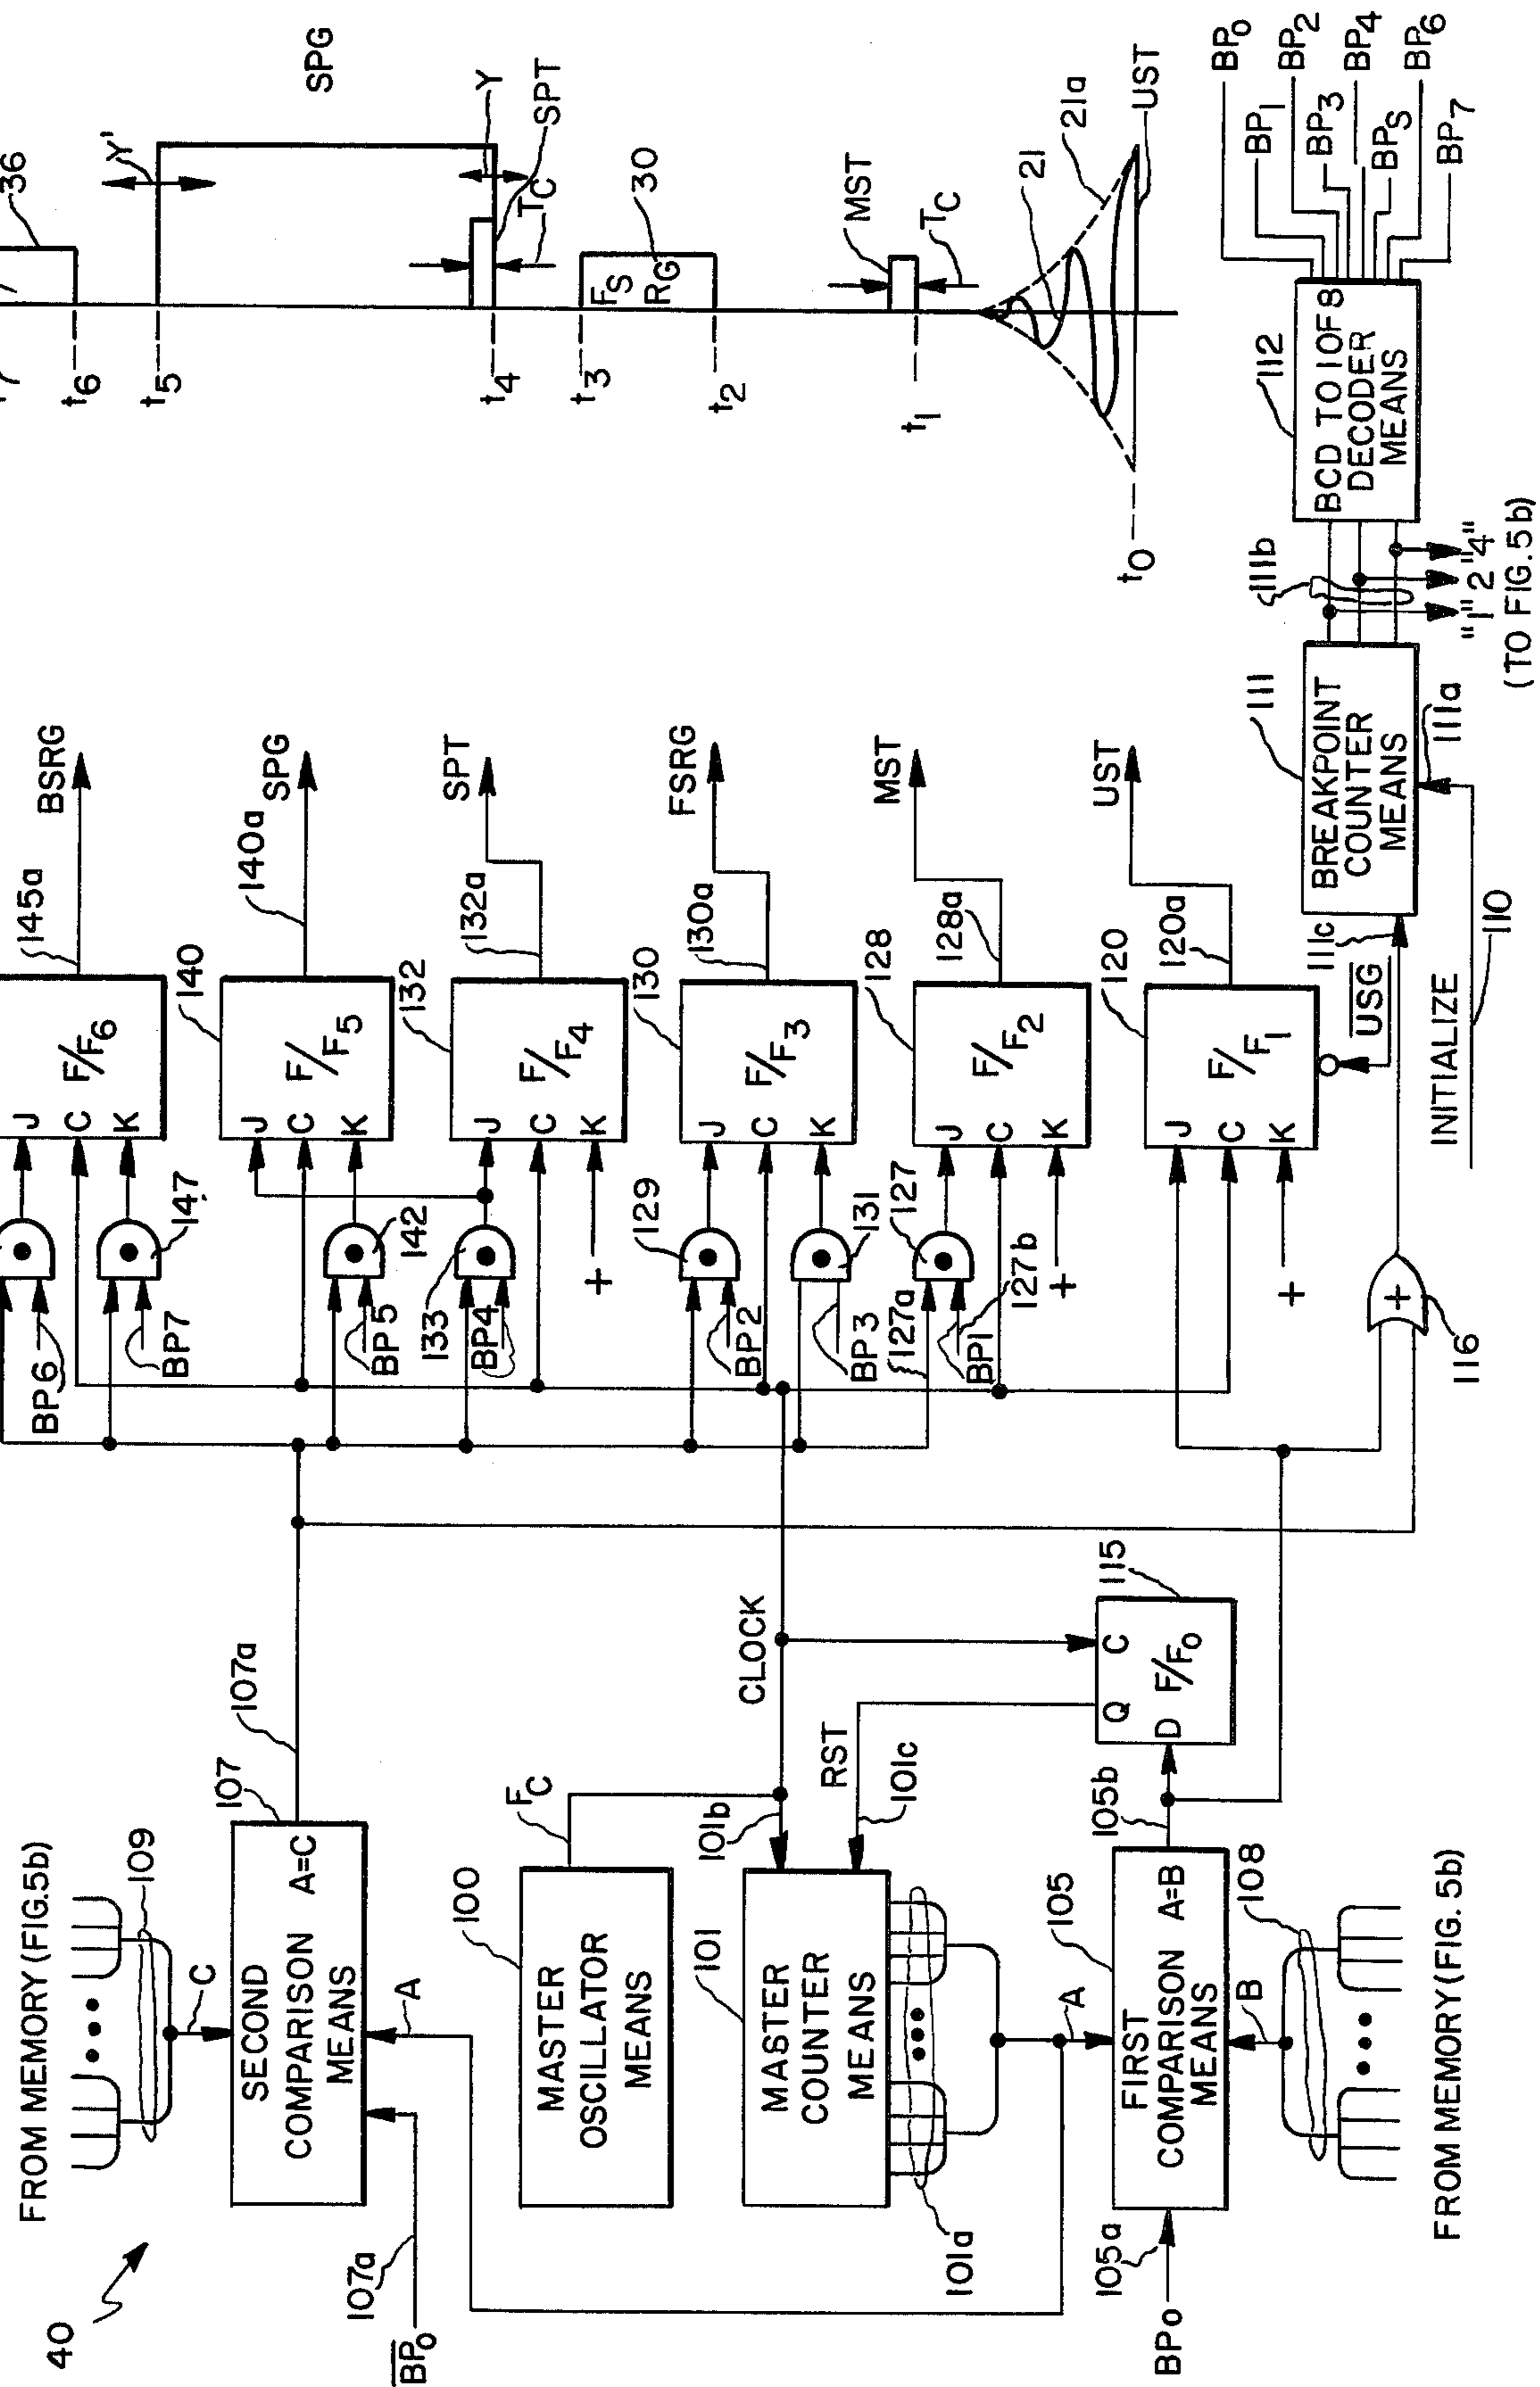 40
FROM MEMORY (FIG.5b)
109
C
107
SECOND
COMPARISON A=C
MEANS
107a
A
107a
BP0
100
MASTER
OSCILLATOR
MEANS
FC
CLOCK
101
MASTER
COUNTER
MEANS
101b
RST
101c
101a
A
105
FIRST
COMPARISON A=B
MEANS
105a
BPo
105b
B
108
FROM MEMORY (FIG. 5b)
115
Q C
D F/F0
36
BP6
BP7
147
J
C
K
F/F6
145a
BSRG
BP5
142
J
C
K
F/F5
140
140a
SPG
133
BP4
+
J
C
K
F/F4
132
132a
SPT
129
BP2
BP3
131
J
C
K
F/F3
130
130a
FSRG
127
127a
BP1
127b
+
J
C
K
F/F2
128
128a
MST
+
J
C
K
F/F1
120
120a
UST
USG
+
116
111c
INITIALIZE
110
111
BREAKPOINT
COUNTER
MEANS
111a
111b
"1" 2 "4"
(TO FIG.5b)
112
BCD TO 1 OF 8
DECODER
MEANS
BP0
BP1
BP2
BP3
BP4
BPS
BP6
BP7
t6
t5
t4
t3
t2
t1
t0
Y'
SPG
Y
SPT
TC
FS
RG
30
MST
TC
21
21a
UST